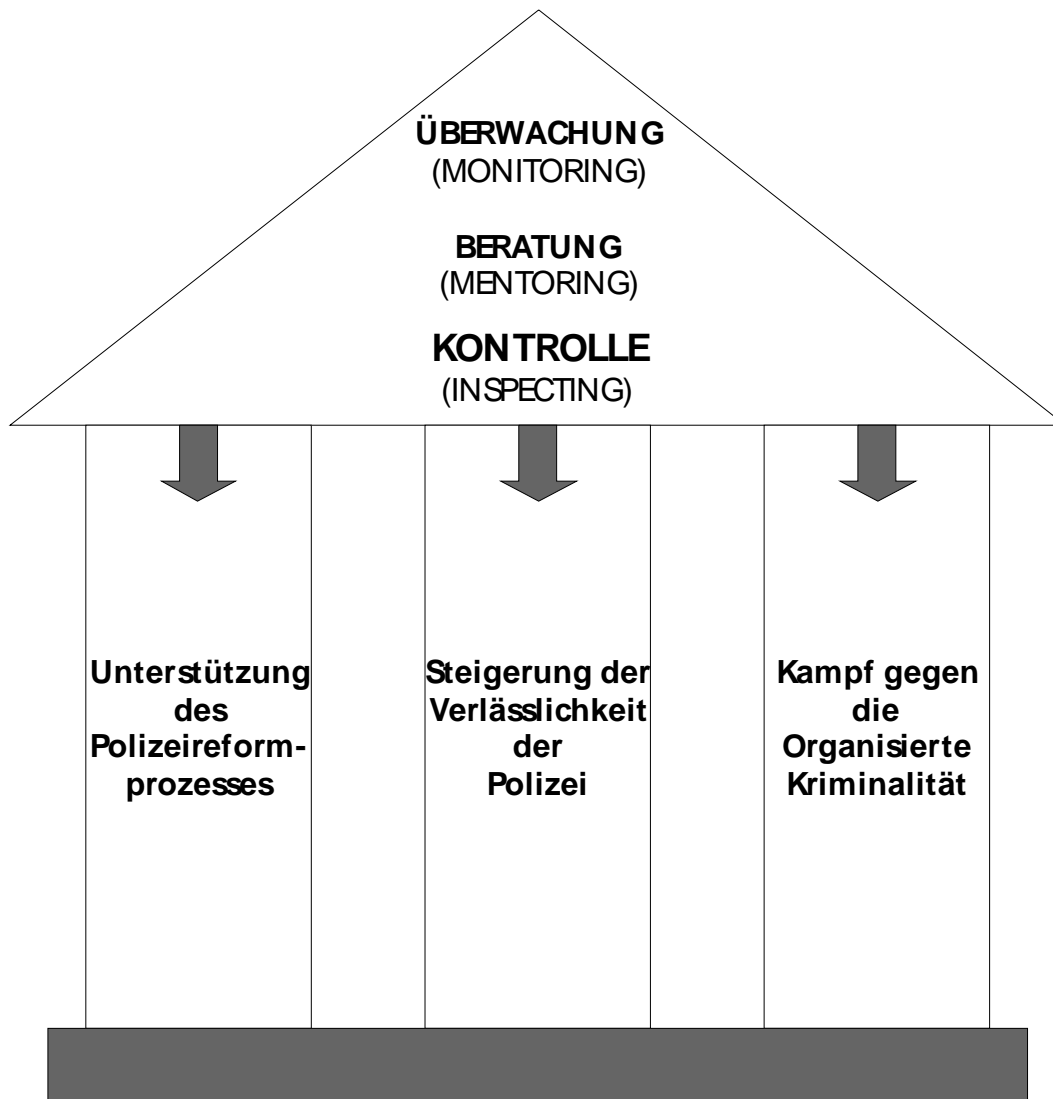 ÜBERWACHUNG
(MONITORING)
BERATUNG
(MENTORING)
KONTROLLE
(INSPECTING)
Unterstützung
des
Polizeireform-
prozesses
Steigerung der
Verlässlichkeit
der
Polizei
Kampf gegen
die
Organisierte
Kriminalität